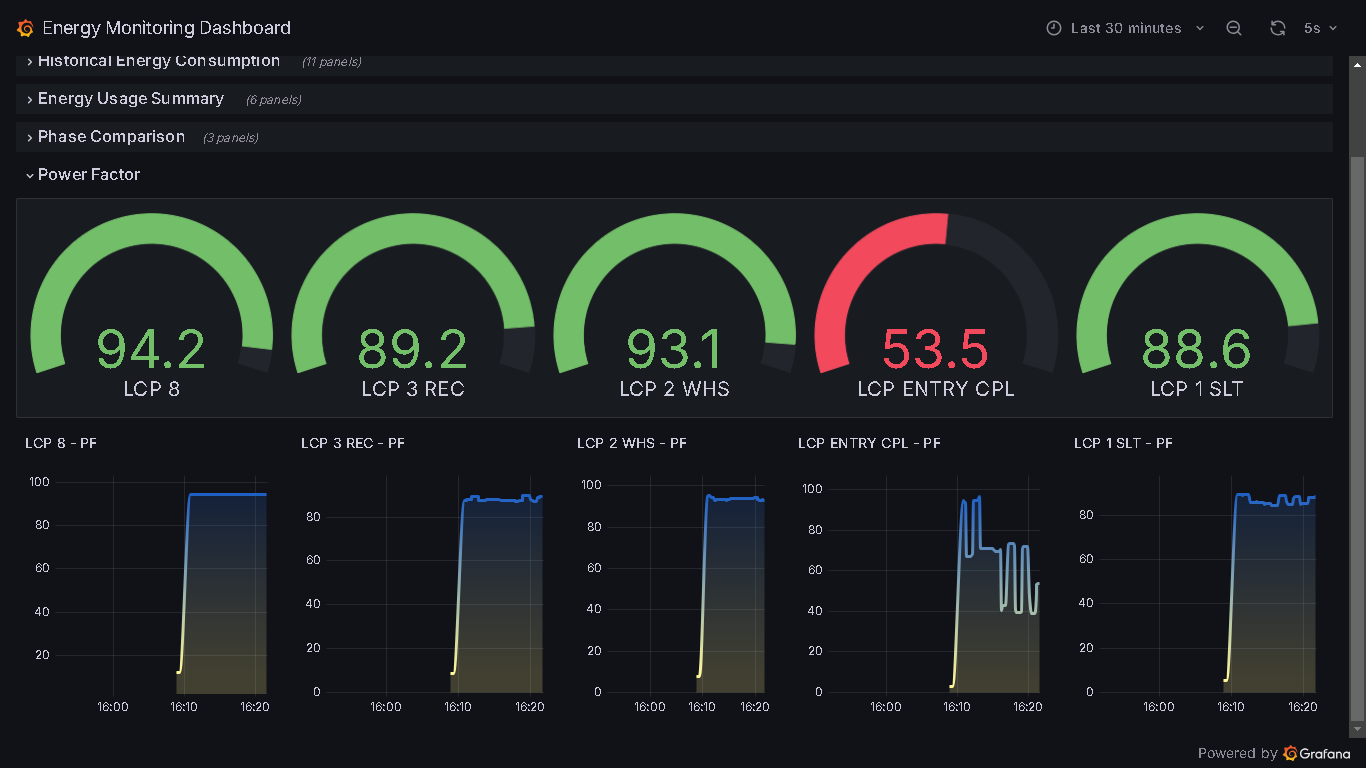 Energy Monitoring Dashboard
Last 30 minutes
5s
Historical Energy Consumption (11 panels)
Energy Usage Summary (6 panels)
Phase Comparison (3 panels)
Power Factor
94.2
LCP 8
89.2
LCP 3 REC
93.1
LCP 2 WHS
53.5
LCP ENTRY CPL
88.6
LCP 1 SLT
LCP 8 - PF
100
80
60
40
20
16:00 16:10 16:20
LCP 3 REC - PF
80
60
40
20
0
16:00 16:10 16:20
LCP 2 WHS - PF
100
80
60
40
20
0
16:00 16:10 16:20
LCP ENTRY CPL - PF
100
80
60
40
20
0
16:00 16:10 16:20
LCP 1 SLT - PF
80
60
40
20
0
16:00 16:10 16:20
Powered by Grafana